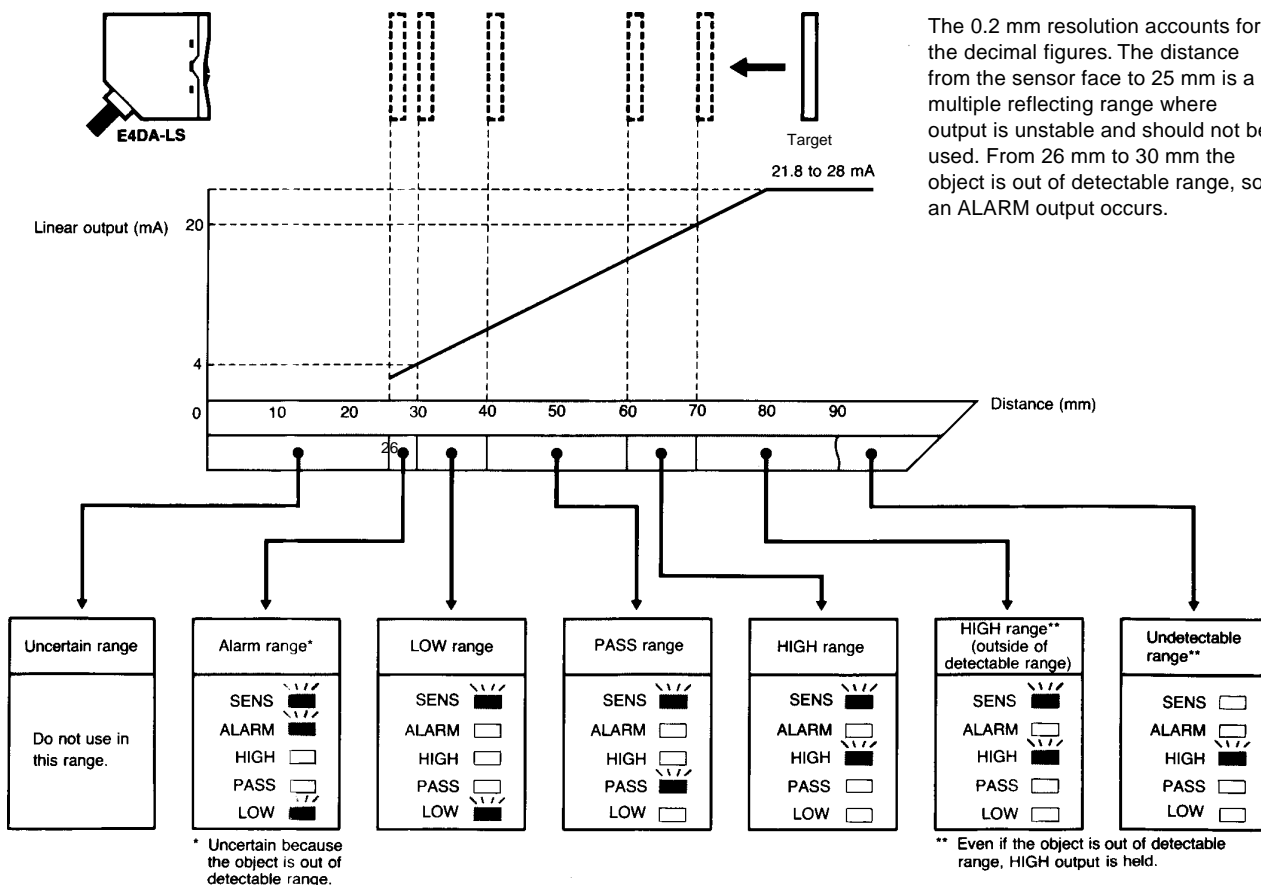 The 0.2 mm resolution accounts for
the decimal figures. The distance
from the sensor face to 25 mm is a
multiple reflecting range where
output is unstable and should not be
used. From 26 mm to 30 mm the
object is out of detectable range, so
an ALARM output occurs.
E4DA-LS
Target
21.8 to 28 mA
Linear output (mA)
20
4
0 10 20 30 40 50 60 70 80 90
Distance (mm)
26
Uncertain range
Do not use in
this range.
Alarm range*
SENS
ALARM
HIGH
PASS
LOW
* Uncertain because
the object is out of
detectable range.
LOW range
SENS
ALARM
HIGH
PASS
LOW
PASS range
SENS
ALARM
HIGH
PASS
LOW
HIGH range
SENS
ALARM
HIGH
PASS
LOW
HIGH range**
(outside of
detectable range)
SENS
ALARM
HIGH
PASS
LOW
Undetectable
range**
SENS
ALARM
HIGH
PASS
LOW
** Even if the object is out of detectable
range, HIGH output is held.